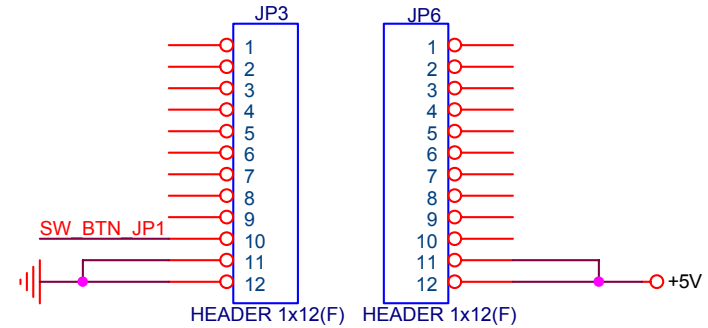 JP3 JP6
1 1
2 2
3 3
4 4
5 5
6 6
7 7
8 8
9 9
SW_BTN_JP1 10 10
11 11
12 12 +5V
HEADER 1x12(F) HEADER 1x12(F)